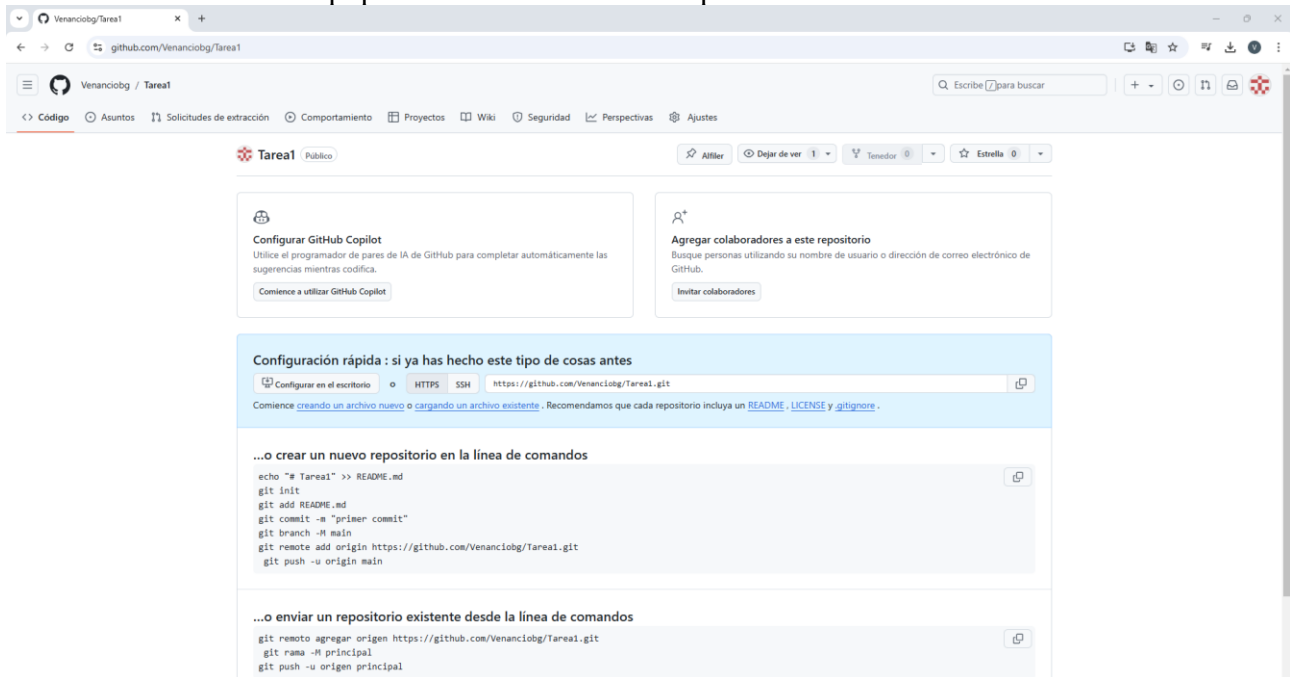 Venanciobg/Tarea1
github.com/Venanciobg/Tarea1
Venanciobg / Tarea1
Escribe / para buscar
Código Asuntos Solicitudes de extracción Comportamiento Proyectos Wiki Seguridad Perspectivas Ajustes
Tarea1 Público
Alfiler Dejar de ver 1 Tenedor 0 Estrella 0
Configurar GitHub Copilot
Utilice el programador de pares de IA de GitHub para completar automáticamente las
sugerencias mientras codifica.
Comience a utilizar GitHub Copilot
Agregar colaboradores a este repositorio
Busque personas utilizando su nombre de usuario o dirección de correo electrónico de
GitHub.
Invitar colaboradores
Configuración rápida : si ya has hecho este tipo de cosas antes
Configurar en el escritorio o HTTPS SSH https://github.com/Venanciobg/Tarea1.git
Comience creando un archivo nuevo o cargando un archivo existente . Recomendamos que cada repositorio incluya un README , LICENSE y .gitignore .
...o crear un nuevo repositorio en la línea de comandos
echo "# Tarea1" >> README.md
git init
git add README.md
git commit -m "primer commit"
git branch -M main
git remote add origin https://github.com/Venanciobg/Tarea1.git
git push -u origin main
...o enviar un repositorio existente desde la línea de comandos
git remoto agregar origen https://github.com/Venanciobg/Tarea1.git
git rama -M principal
git push -u origen principal